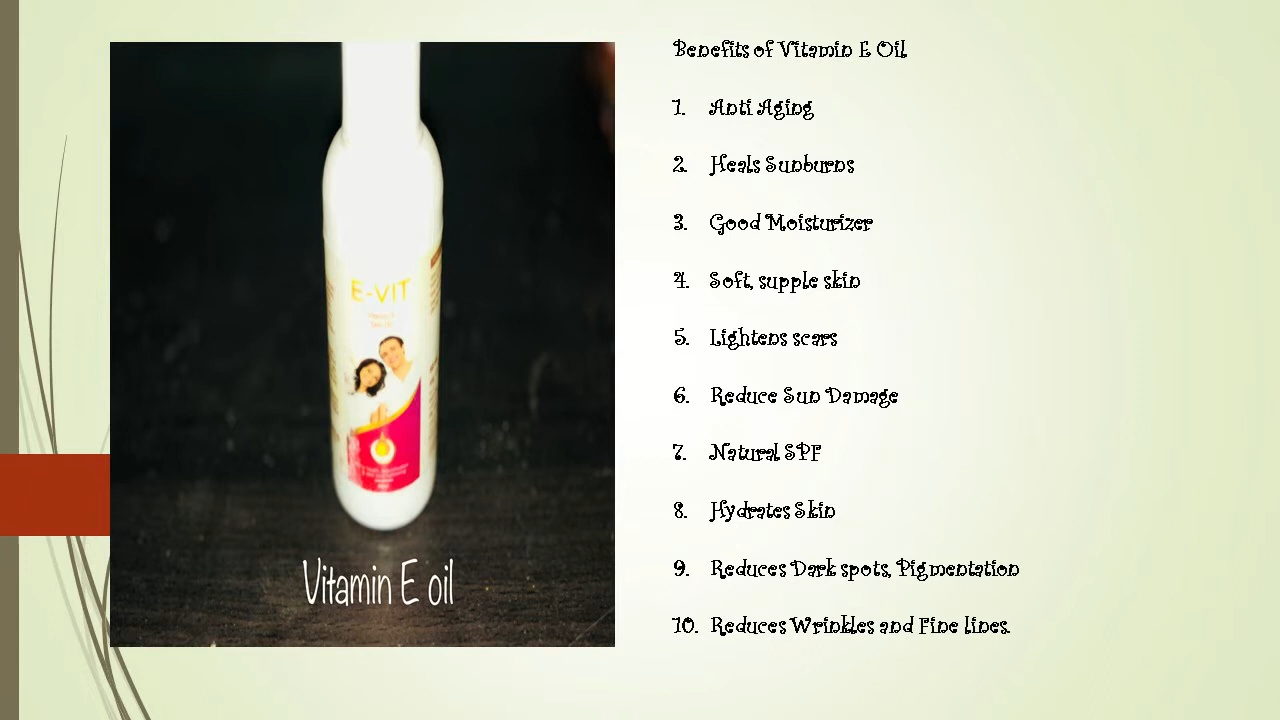 Benefits of Vitamin E Oil
1. Anti Aging
2. Heals Sunburns
3. Good Moisturizer
4. Soft, supple skin
5. Lightens scars
6. Reduce Sun Damage
7. Natural SPF
8. Hydrates Skin
9. Reduces Dark spots, Pigmentation
10. Reduces Wrinkles and Fine lines.
E-VIT
Vitamin E oil